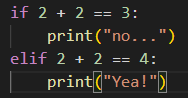 if 2 + 2 == 3:
    print("no...")
elif 2 + 2 == 4:
    print("Yea!")